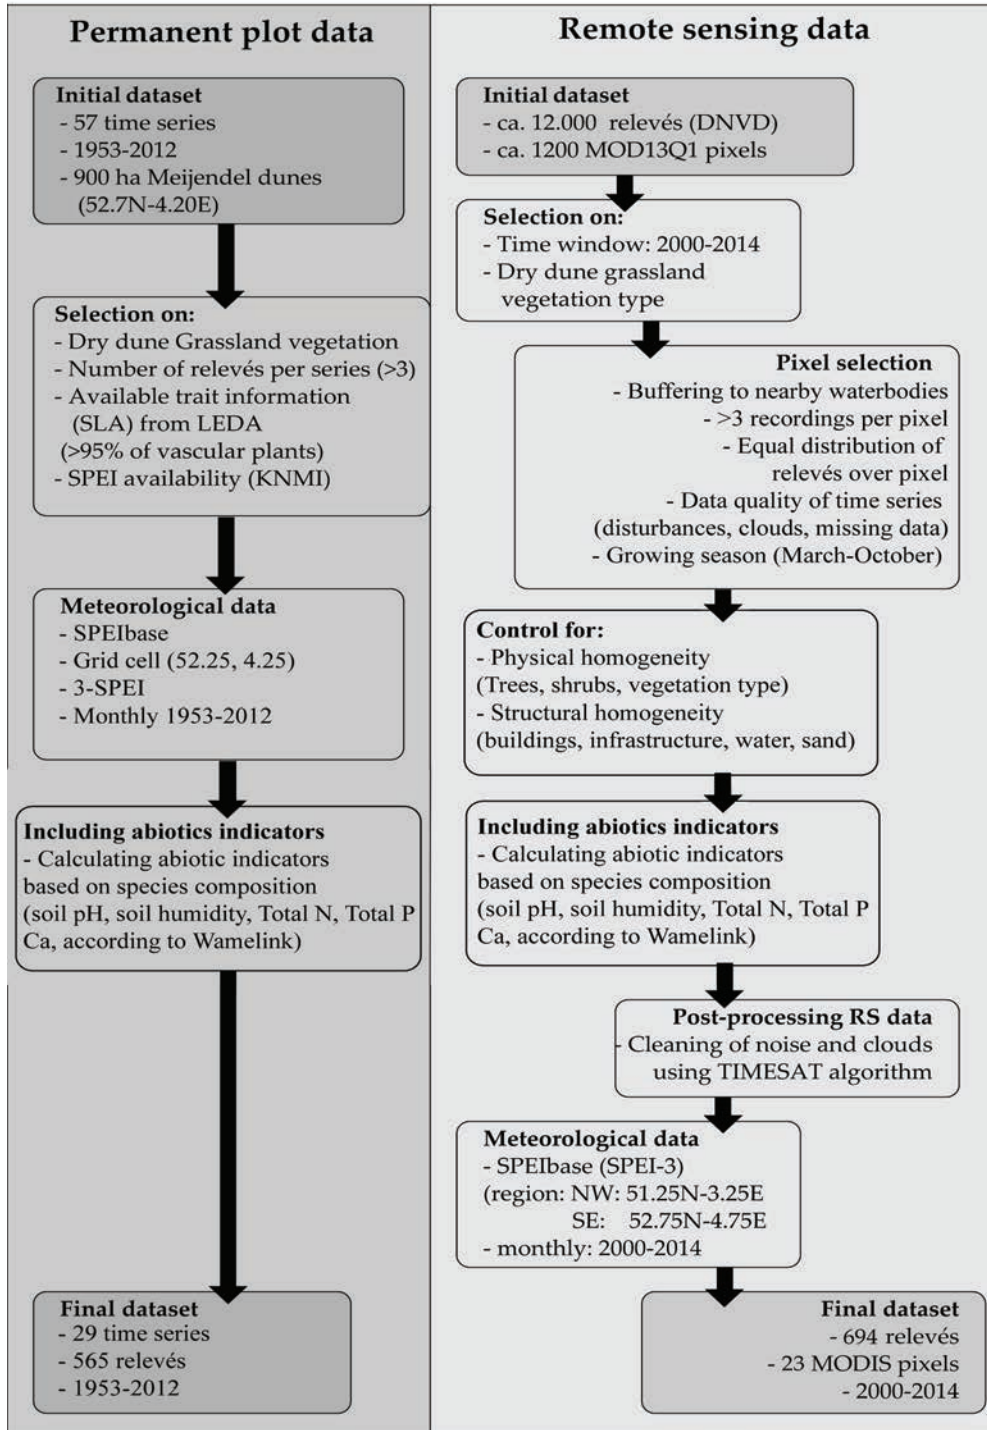 Permanent plot data
Initial dataset
- 57 time series
- 1953-2012
- 900 ha Meijendel dunes
(52.7N-4.20E)
Selection on:
- Dry dune Grassland vegetation
- Number of relevés per series (>3)
- Available trait information
(SLA) from LEDA
(>95% of vascular plants)
- SPEI availability (KNMI)
Meteorological data
- SPEIbase
- Grid cell (52.25, 4.25)
- 3-SPEI
- Monthly 1953-2012
Including abiotics indicators
- Calculating abiotic indicators
based on species composition
(soil pH, soil humidity, Total N, Total P
Ca, according to Wamelink)
Final dataset
- 29 time series
- 565 relevés
- 1953-2012
Remote sensing data
Initial dataset
- ca. 12.000 relevés (DNVD)
- ca. 1200 MOD13Q1 pixels
Selection on:
- Time window: 2000-2014
- Dry dune grassland
vegetation type
Pixel selection
- Buffering to nearby waterbodies
- >3 recordings per pixel
- Equal distribution of
relevés over pixel
- Data quality of time series
(disturbances, clouds, missing data)
- Growing season (March-October)
Control for:
- Physical homogeneity
(Trees, shrubs, vegetation type)
- Structural homogeneity
(buildings, infrastructure, water, sand)
Including abiotics indicators
- Calculating abiotic indicators
based on species composition
(soil pH, soil humidity, Total N, Total P
Ca, according to Wamelink)
Post-processing RS data
- Cleaning of noise and clouds
using TIMESAT algorithm
Meteorological data
- SPEIbase (SPEI-3)
(region: NW: 51.25N-3.25E
SE: 52.75N-4.75E
- monthly: 2000-2014
Final dataset
- 694 relevés
- 23 MODIS pixels
- 2000-2014